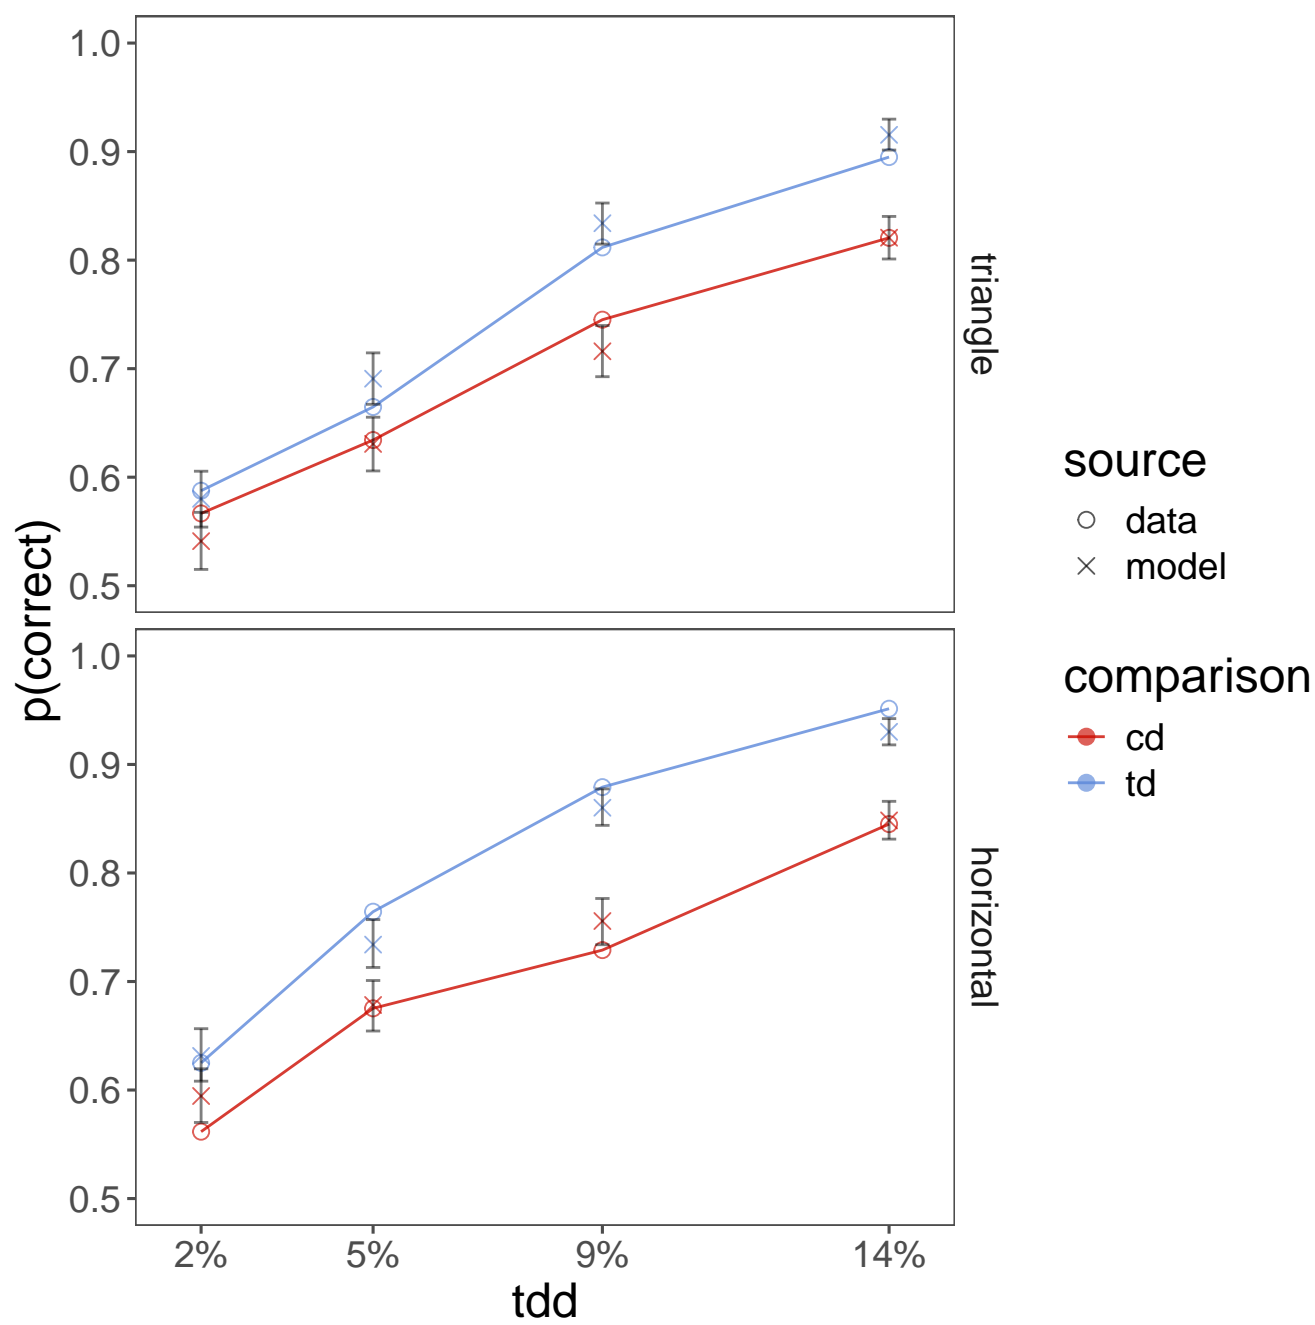 p(correct)
1.0
0.9
0.8
0.7
0.6
0.5
triangle
1.0
0.9
0.8
0.7
0.6
0.5
horizontal
2% 5% 9% 14%
tdd
source
data
model
comparison
cd
td